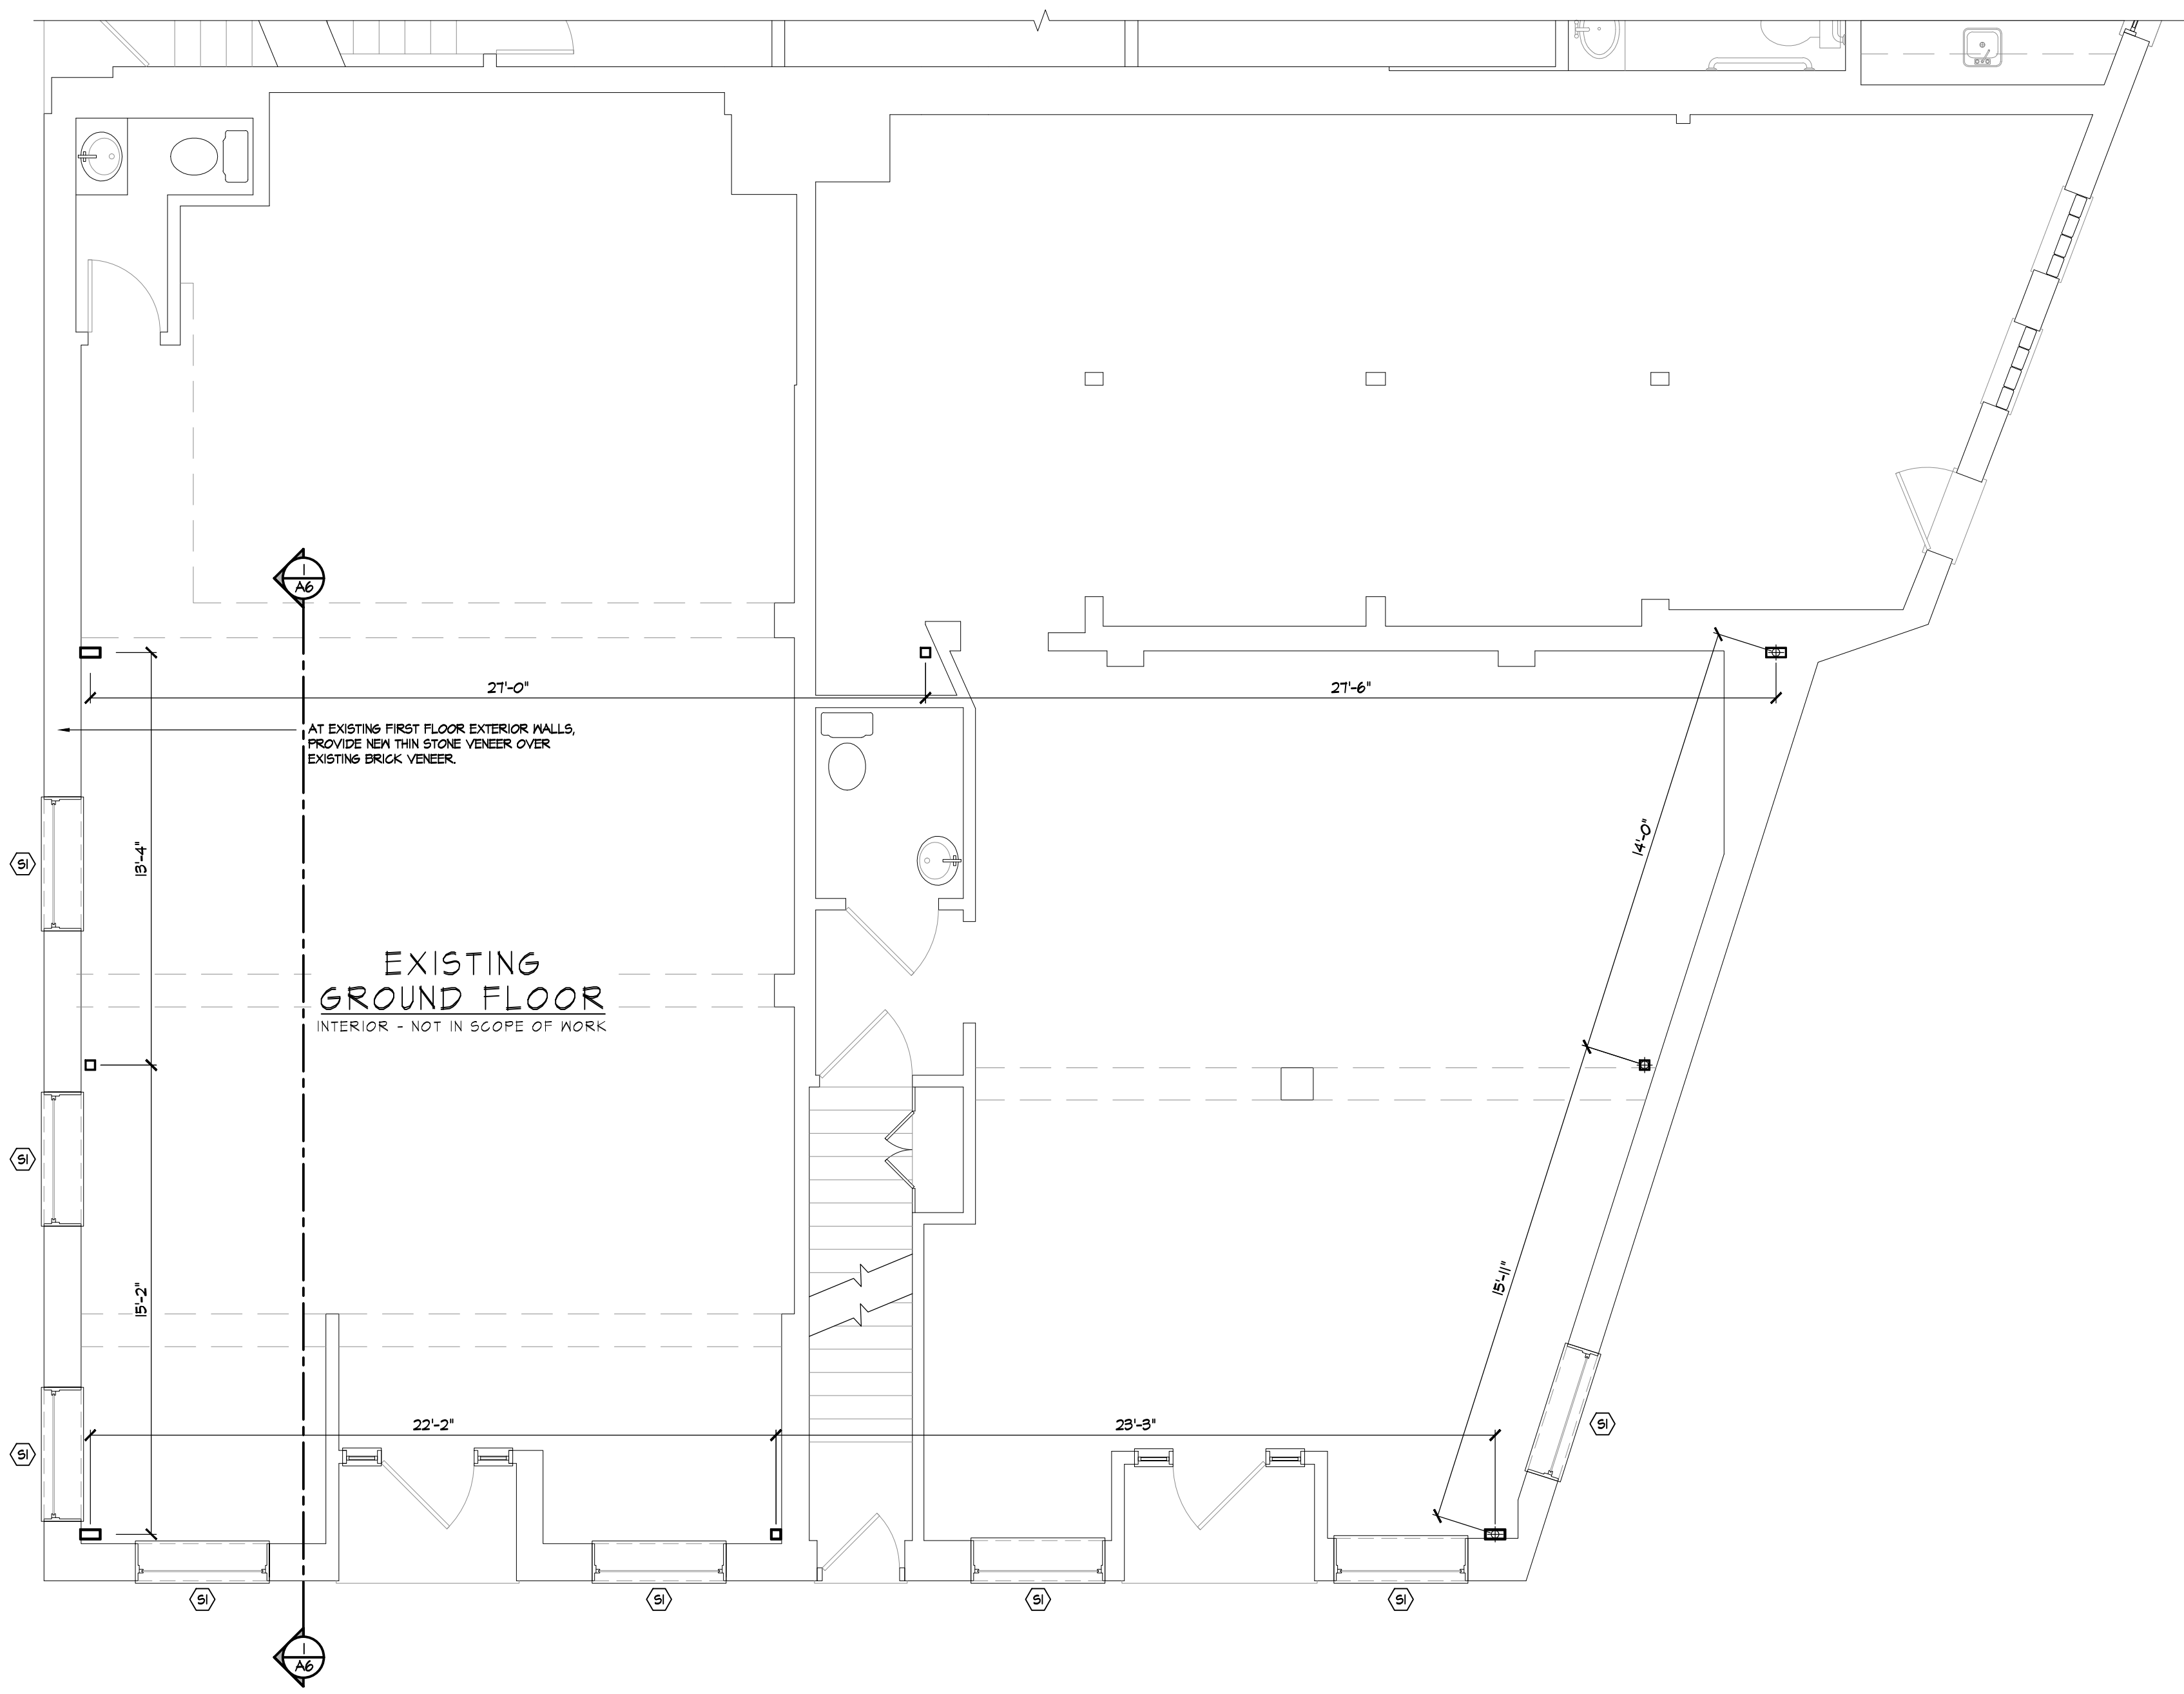 1
A6
27'-0"
27'-6"
AT EXISTING FIRST FLOOR EXTERIOR WALLS,
PROVIDE NEW THIN STONE VENEER OVER
EXISTING BRICK VENEER.
13'-4"
14'-0"
S1
EXISTING
GROUND FLOOR
INTERIOR - NOT IN SCOPE OF WORK
S1
15'-2"
15'-11"
22'-2"
23'-3"
S1
S1
S1
S1
S1
S1
1
A6